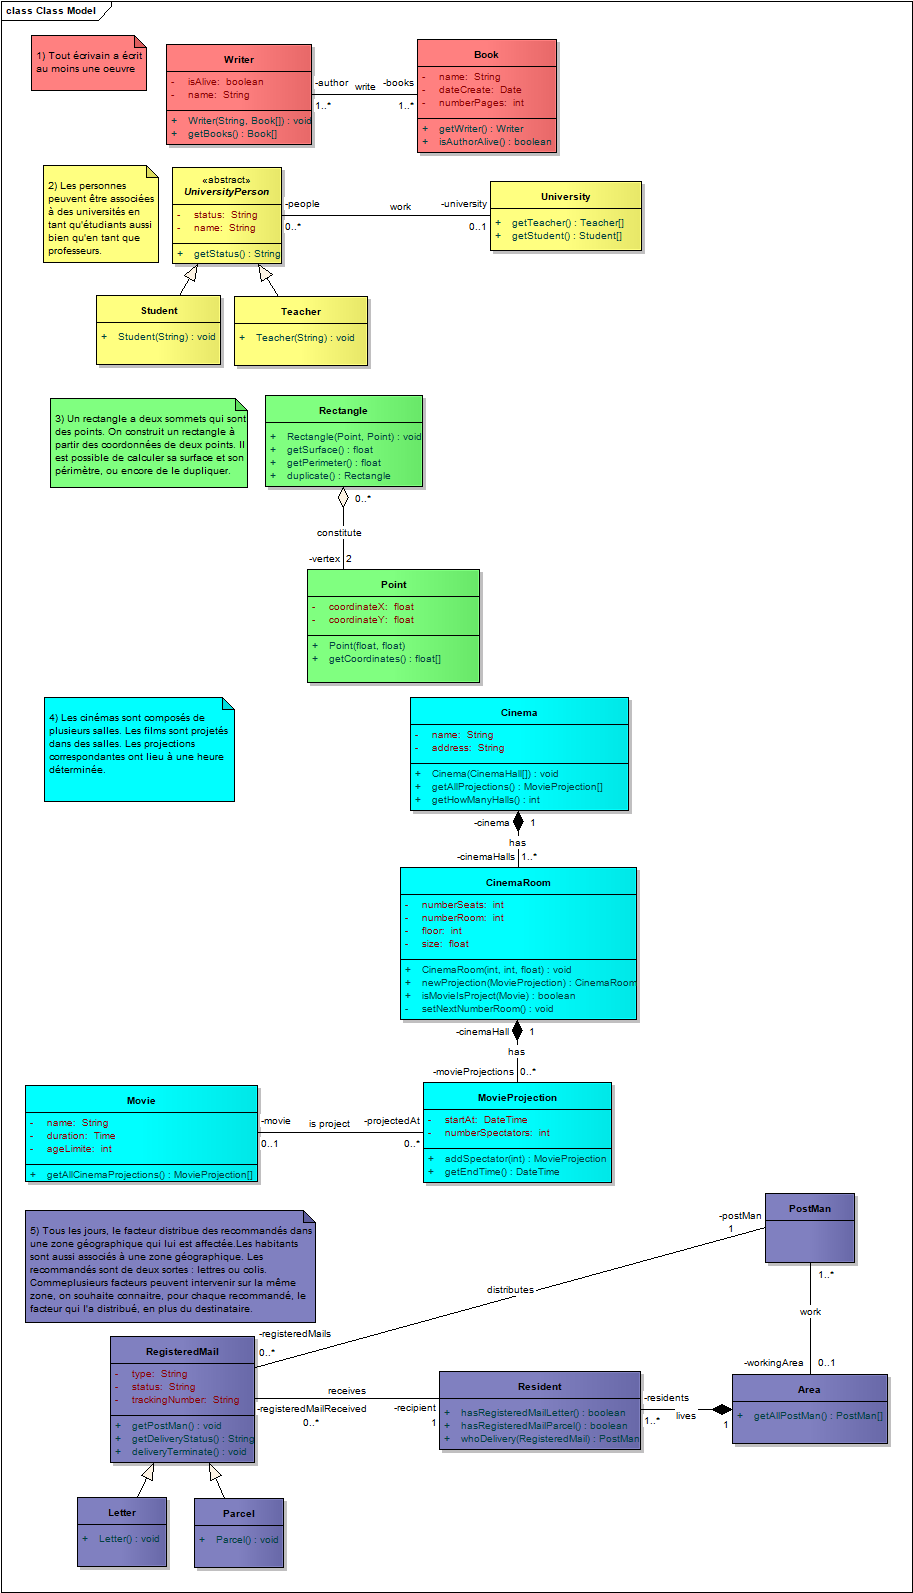 class Class Model
1) Tout écrivain a écrit
au moins une oeuvre
Writer
- isAlive: boolean
- name: String
+ Writer(String, Book[]) : void
+ getBooks() : Book[]
-author
write
-books
1..*
1..*
Book
- name: String
- dateCreate: Date
- numberPages: int
+ getWriter() : Writer
+ isAuthorAlive() : boolean
2) Les personnes
peuvent être associées
à des universités en
tant qu'étudiants aussi
bien qu'en tant que
professeurs.
«abstract»
UniversityPerson
- status: String
- name: String
+ getStatus() : String
-people
work
-university
0..*
0..1
University
+ getTeacher() : Teacher[]
+ getStudent() : Student[]
Student
+ Student(String) : void
Teacher
+ Teacher(String) : void
3) Un rectangle a deux sommets qui sont
des points. On construit un rectangle à
partir des coordonnées de deux points. Il
est possible de calculer sa surface et son
périmètre, ou encore de le dupliquer.
Rectangle
+ Rectangle(Point, Point) : void
+ getSurface() : float
+ getPerimeter() : float
+ duplicate() : Rectangle
0..*
constitute
-vertex 2
Point
- coordinateX: float
- coordinateY: float
+ Point(float, float)
+ getCoordinates() : float[]
4) Les cinémas sont composés de
plusieurs salles. Les films sont projetés
dans des salles. Les projections
correspondantes ont lieu à une heure
déterminée.
Cinema
- name: String
- address: String
+ Cinema(CinemaHall[]) : void
+ getAllProjections() : MovieProjection[]
+ getHowManyHalls() : int
-cinema 1
has
-cinemaHalls 1..*
CinemaRoom
- numberSeats: int
- numberRoom: int
- floor: int
- size: float
+ CinemaRoom(int, int, float) : void
+ newProjection(MovieProjection) : CinemaRoom
+ isMovieIsProject(Movie) : boolean
- setNextNumberRoom() : void
-cinemaHall 1
has
-movieProjections 0..*
Movie
- name: String
- duration: Time
- ageLimite: int
+ getAllCinemaProjections() : MovieProjection[]
-movie
is project
-projectedAt
0..1
0..*
MovieProjection
- startAt: DateTime
- numberSpectators: int
+ addSpectator(int) : MovieProjection
+ getEndTime() : DateTime
5) Tous les jours, le facteur distribue des recommandés dans
une zone géographique qui lui est affectée.Les habitants
sont aussi associés à une zone géographique. Les
recommandés sont de deux sortes : lettres ou colis.
Commeplusieurs facteurs peuvent intervenir sur la même
zone, on souhaite connaitre, pour chaque recommandé, le
facteur qui l'a distribué, en plus du destinataire.
PostMan
-postMan
1
distributes
-registeredMails
0..*
1..*
work
-workingArea 0..1
RegisteredMail
- type: String
- status: String
- trackingNumber: String
+ getPostMan() : void
+ getDeliveryStatus() : String
+ deliveryTerminate() : void
receives
-registeredMailReceived
-recipient
0..*
1
Resident
+ hasRegisteredMailLetter() : boolean
+ hasRegisteredMailParcel() : boolean
+ whoDelivery(RegisteredMail) : PostMan
-residents
lives
1..*
1
Area
+ getAllPostMan() : PostMan[]
Letter
+ Letter() : void
Parcel
+ Parcel() : void